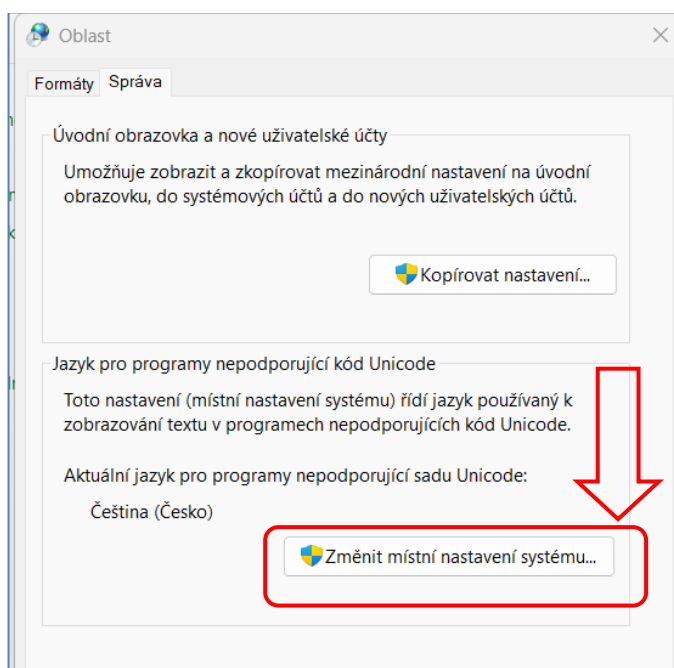 Oblast
Formáty Správa
Úvodní obrazovka a nové uživatelské účty
Umožňuje zobrazit a zkopírovat mezinárodní nastavení na úvodní
obrazovku, do systémových účtů a do nových uživatelských účtů.
Kopírovat nastavení...
Jazyk pro programy nepodporující kód Unicode
Toto nastavení (místní nastavení systému) řídí jazyk používaný k
zobrazování textu v programech nepodporujících kód Unicode.
Aktuální jazyk pro programy nepodporující sadu Unicode:
Čeština (Česko)
Změnit místní nastavení systému...